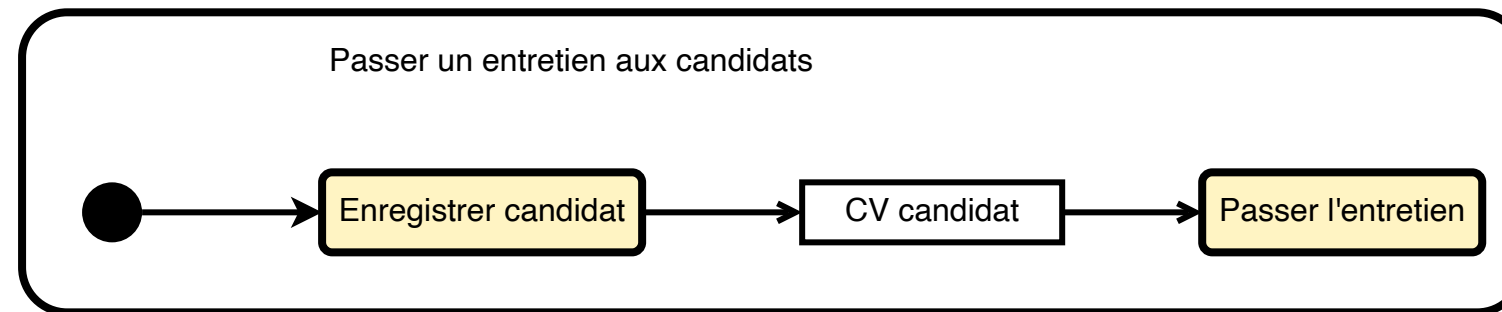 Passer un entretien aux candidats
Enregistrer candidat
CV candidat
Passer l'entretien